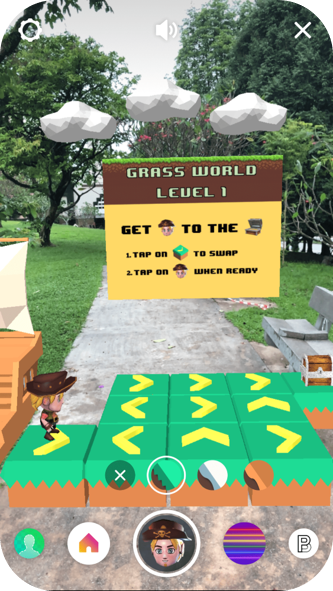 GRASS WORLD
LEVEL 1
GET TO THE
1. TAP ON TO SWAP
2. TAP ON WHEN READY
B